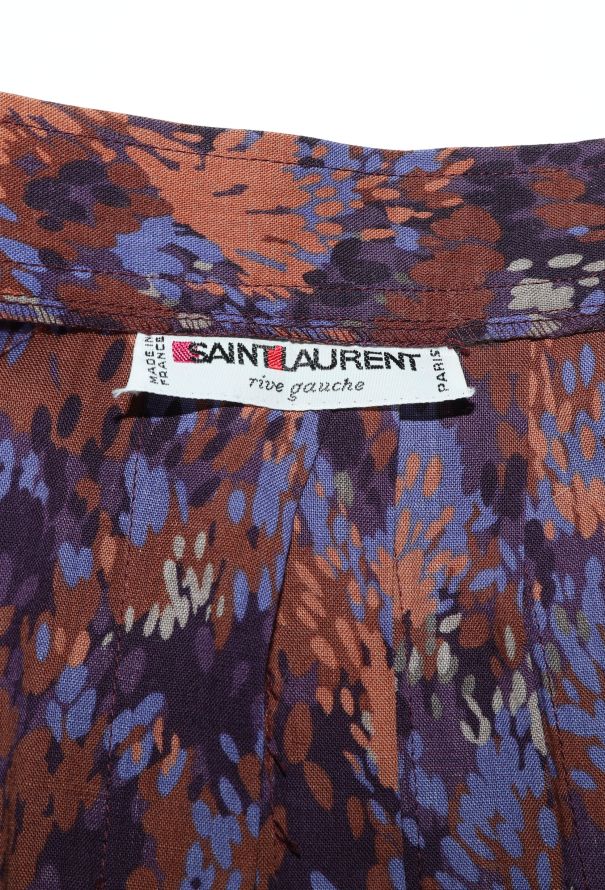 MADE IN
FRANCE
SAINT LAURENT
rive gauche
PARIS